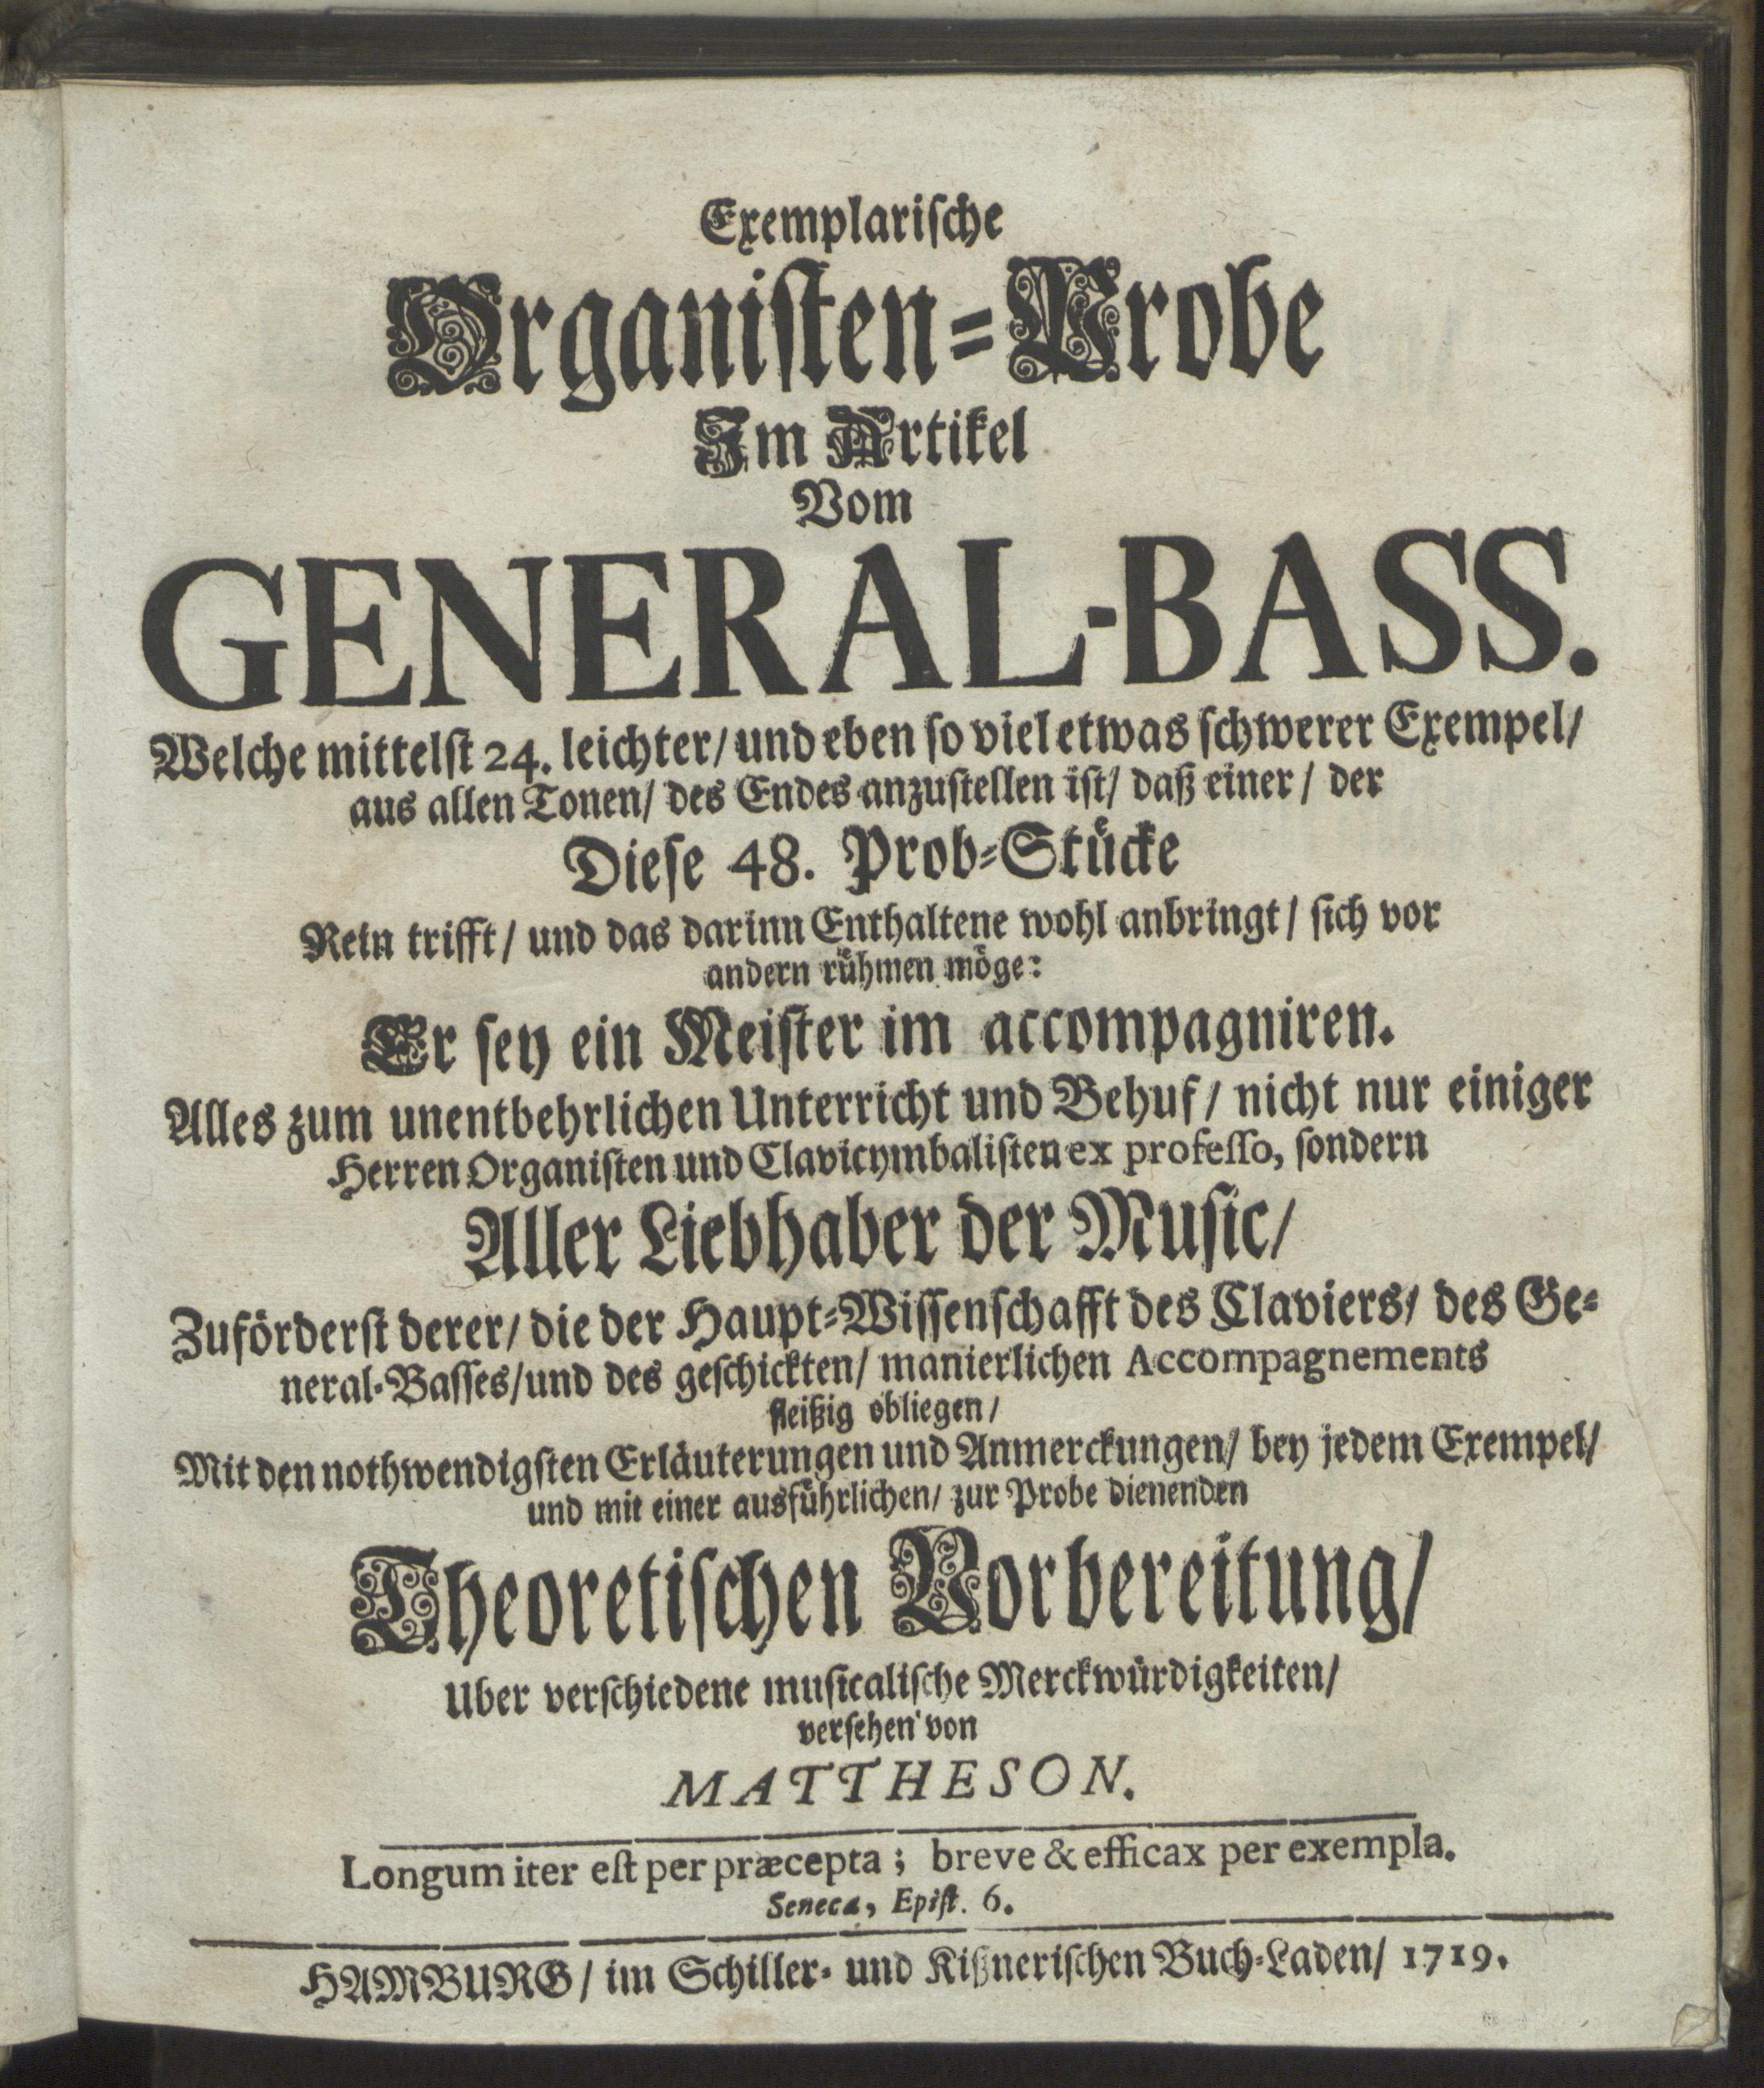 Exemplarische
Organisten-Probe
Im Artikel
Vom
GENERAL-BASS.
Welche mittelst 24. leichter/ und eben so viel etwas schwerer Exempel/
aus allen Tonen/ des Endes anzustellen ist/ daß einer/ der
Diese 48. Prob-Stücke
Rein trifft/ und das darinn Enthaltene wohl anbringt/ sich vor
andern rühmen möge:
Er sey ein Meister im accompagniren.
Alles zum unentbehrlichen Unterricht und Behuf/ nicht nur einiger
Herren Organisten und Clavicymbalisten ex professo, sondern
Aller Liebhaber der Music/
Zuförderst derer/ die der Haupt-Wissenschafft des Claviers/ des Ge-
neral-Basses/ und des geschickten/ manierlichen Accompagnements
fleißig obliegen/
Mit den nothwendigsten Erläuterungen und Anmerckungen/ bey jedem Exempel/
und mit einer ausführlichen/ zur Probe dienenden
Theoretischen Vorbereitung/
Uber verschiedene musicalische Merckwürdigkeiten/
versehen von
MATTHESON.
Longum iter est per præcepta; breve & efficax per exempla.
Seneca, Epist. 6.
HAMBURG/ im Schiller- und Kißnerischen Buch-Laden/ 1719.